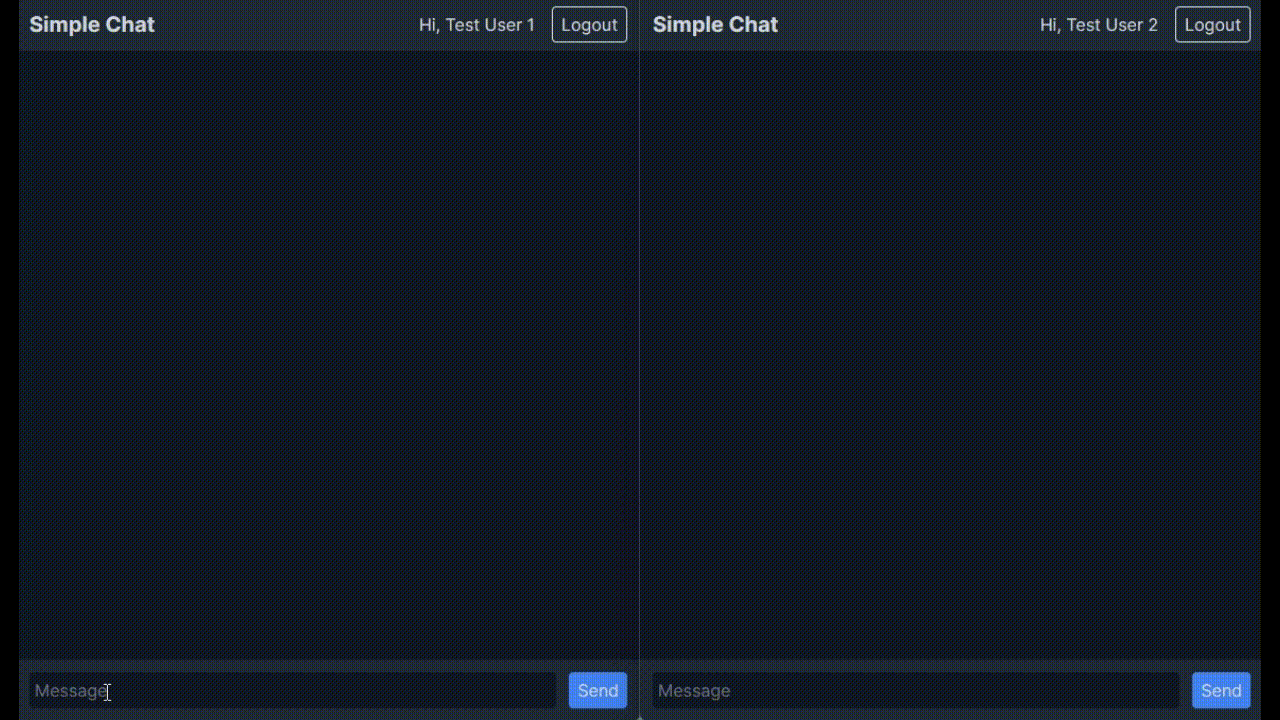 Simple Chat Hi, Test User 1 Logout
Simple Chat Hi, Test User 2 Logout
Message Send
Message Send